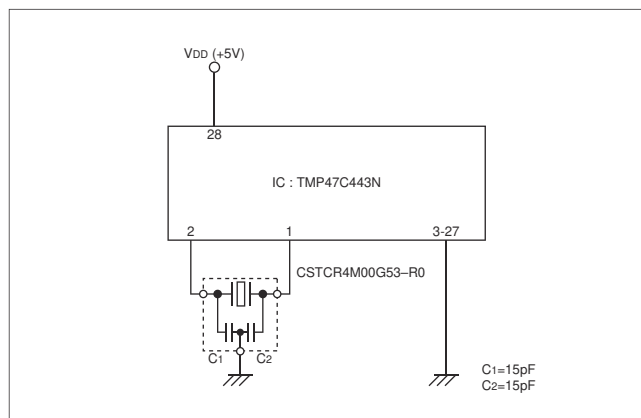 VDD (+5V)
28
IC : TMP47C443N
2 1 3-27
CSTCR4M00G53–R0
C1 C2
C1=15pF
C2=15pF